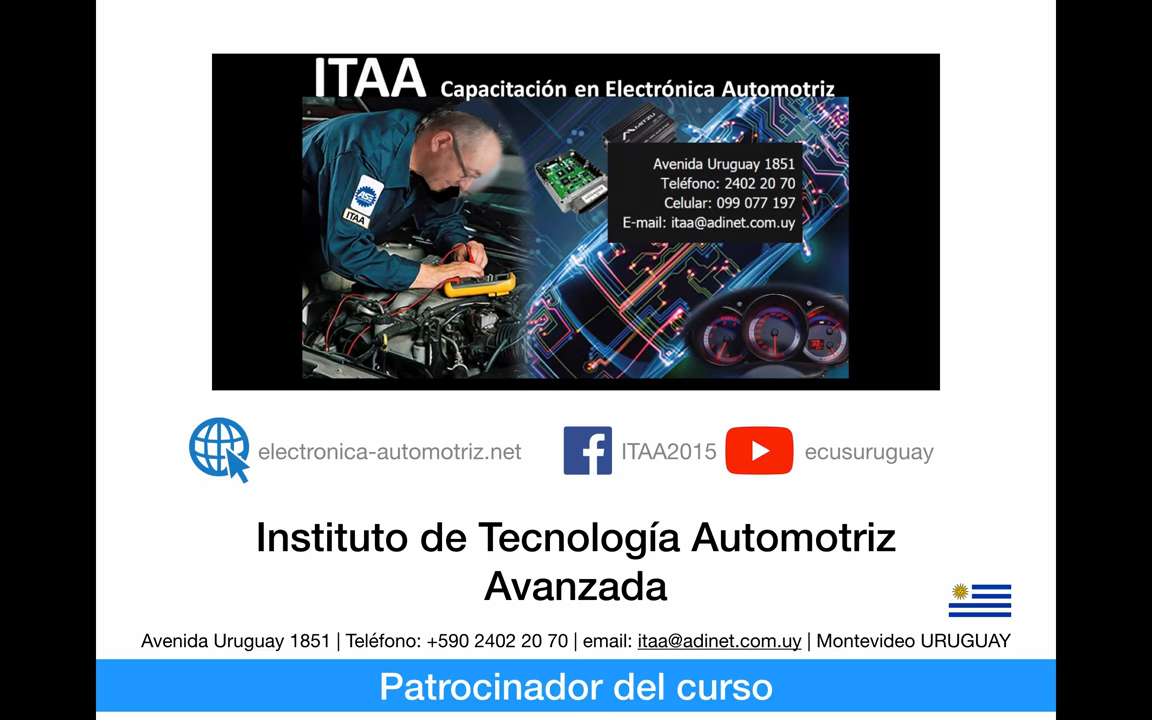 ITAA Capacitación en Electrónica Automotriz
MITZU
Avenida Uruguay 1851
Teléfono: 2402 20 70
Celular: 099 077 197
E-mail: itaa@adinet.com.uy
ASE
ITAA
electronica-automotriz.net
ITAA2015
ecusuruguay
Instituto de Tecnología Automotriz
Avanzada
Avenida Uruguay 1851 | Teléfono: +590 2402 20 70 | email: itaa@adinet.com.uy | Montevideo URUGUAY
Patrocinador del curso